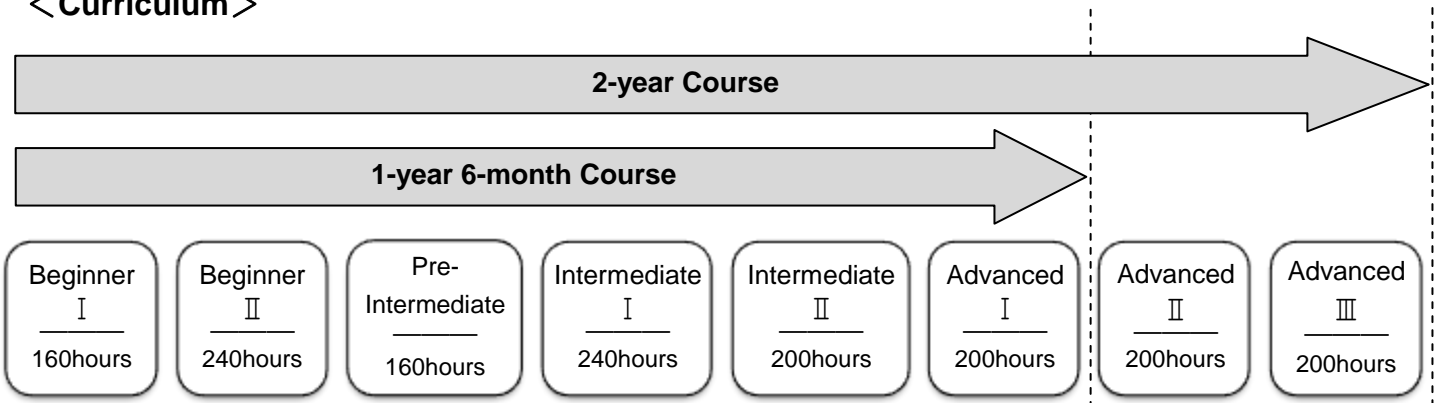 ＜Curriculum＞
2-year Course
1-year 6-month Course
Beginner
Ⅰ
160hours
Beginner
Ⅱ
240hours
Pre-
Intermediate
160hours
Intermediate
Ⅰ
240hours
Intermediate
Ⅱ
200hours
Advanced
Ⅰ
200hours
Advanced
Ⅱ
200hours
Advanced
Ⅲ
200hours